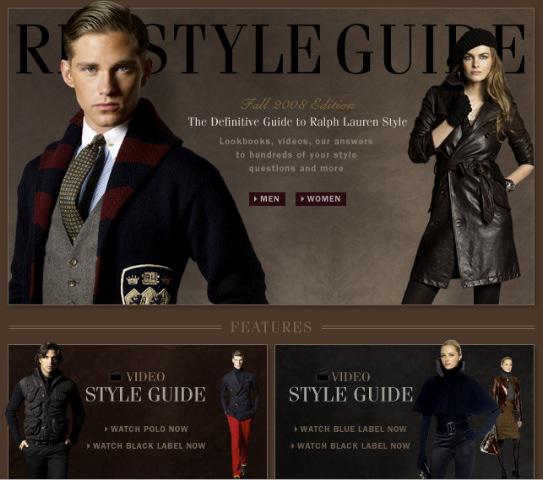 RL STYLE GUIDE
Fall 2008 Edition
The Definitive Guide to Ralph Lauren Style
Lookbooks, videos, our answers
to hundreds of your style
questions and more
MEN
WOMEN
FEATURES
VIDEO
STYLE GUIDE
WATCH POLO NOW
WATCH BLACK LABEL NOW
VIDEO
STYLE GUIDE
WATCH BLUE LABEL NOW
WATCH BLACK LABEL NOW